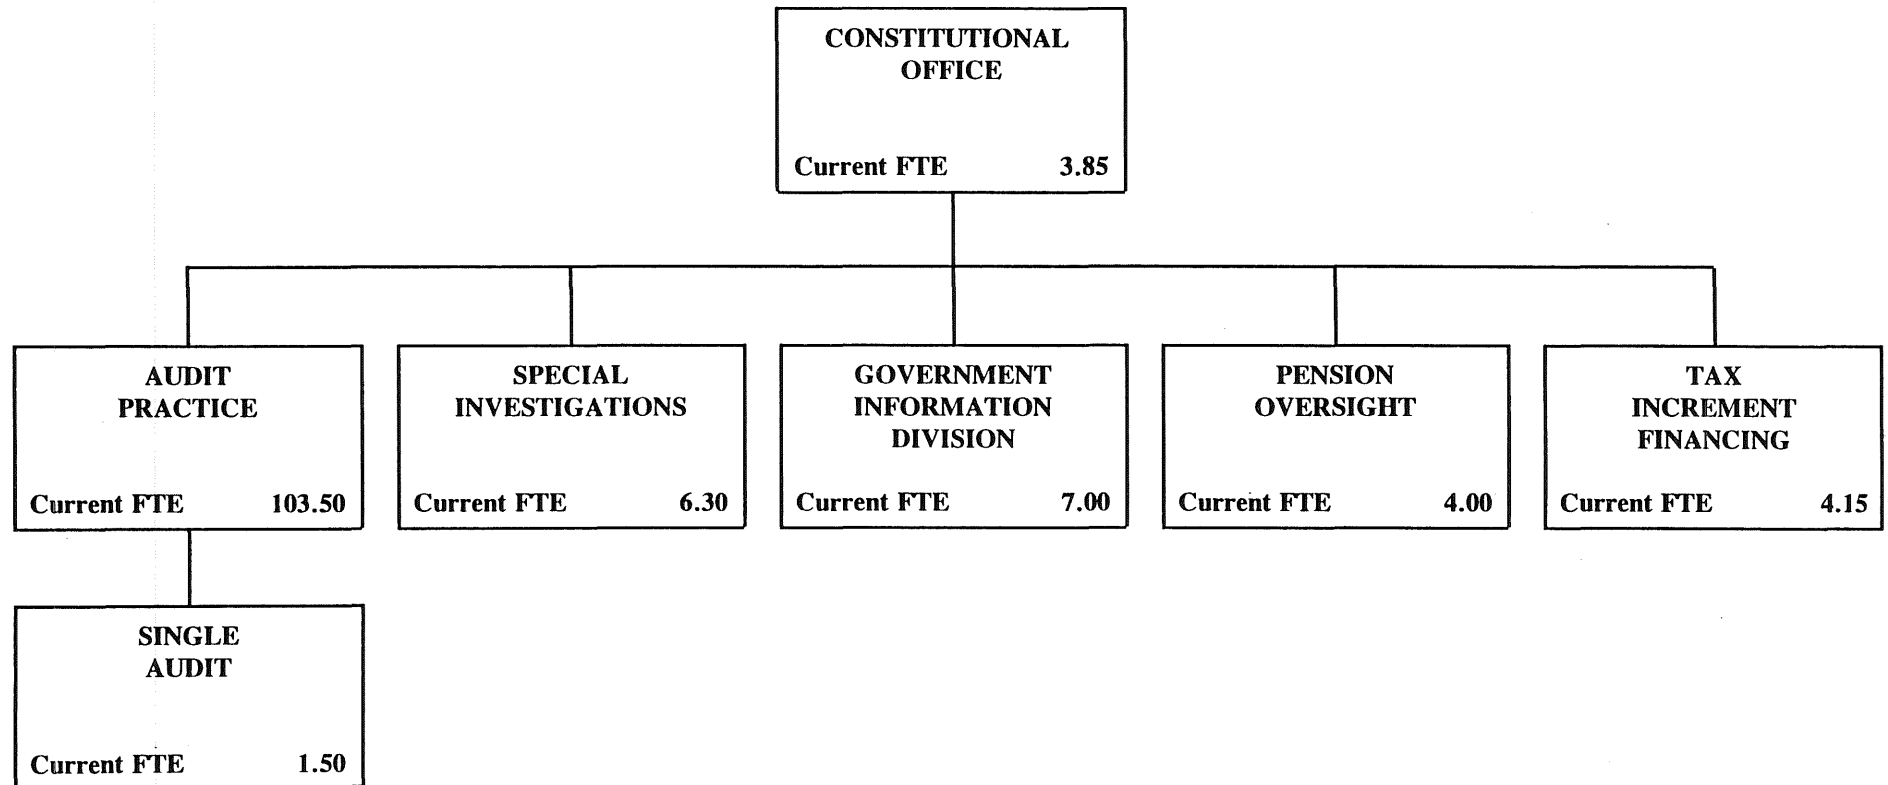 CONSTITUTIONAL
OFFICE
Current FTE 3.85
AUDIT
PRACTICE
Current FTE 103.50
SPECIAL
INVESTIGATIONS
Current FTE 6.30
GOVERNMENT
INFORMATION
DIVISION
Current FTE 7.00
PENSION
OVERSIGHT
Current FTE 4.00
TAX
INCREMENT
FINANCING
Current FTE 4.15
SINGLE
AUDIT
Current FTE 1.50